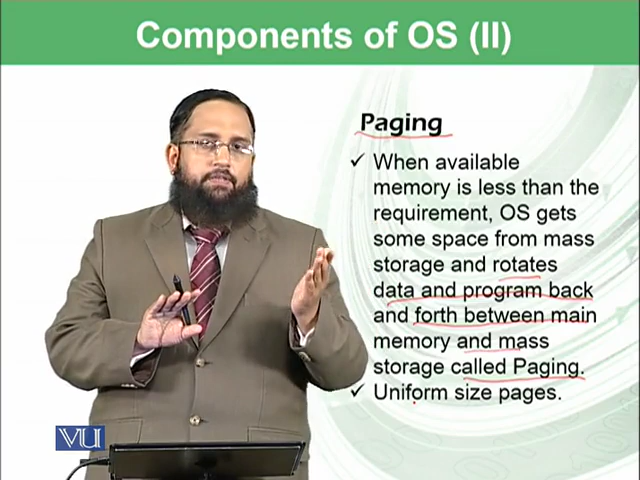 Components of OS (II)
Paging
✓ When available
memory is less than the
requirement, OS gets
some space from mass
storage and rotates
data and program back
and forth between main
memory and mass
storage called Paging.
✓ Uniform size pages.
VU